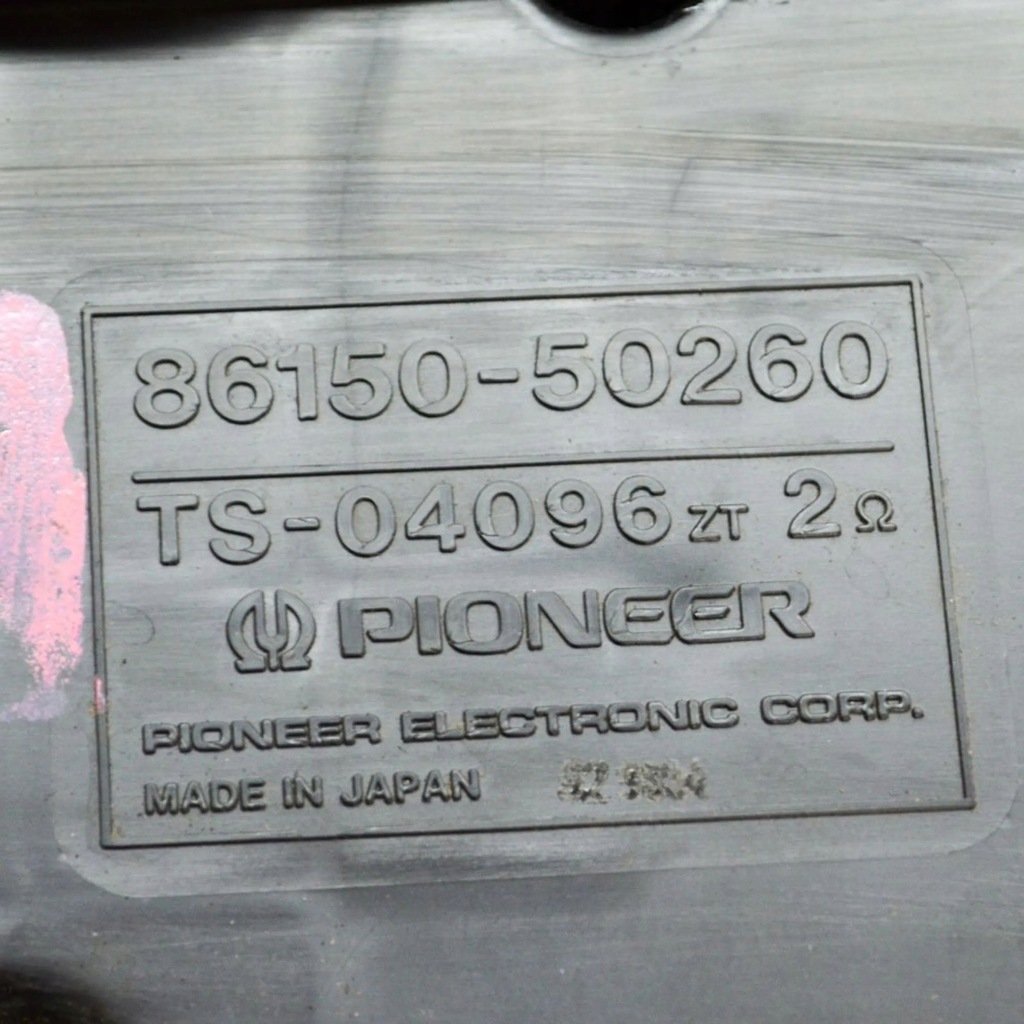 86150-50260
TS-04096 ZT 2Ω
PIONEER
PIONEER ELECTRONIC CORP.
MADE IN JAPAN